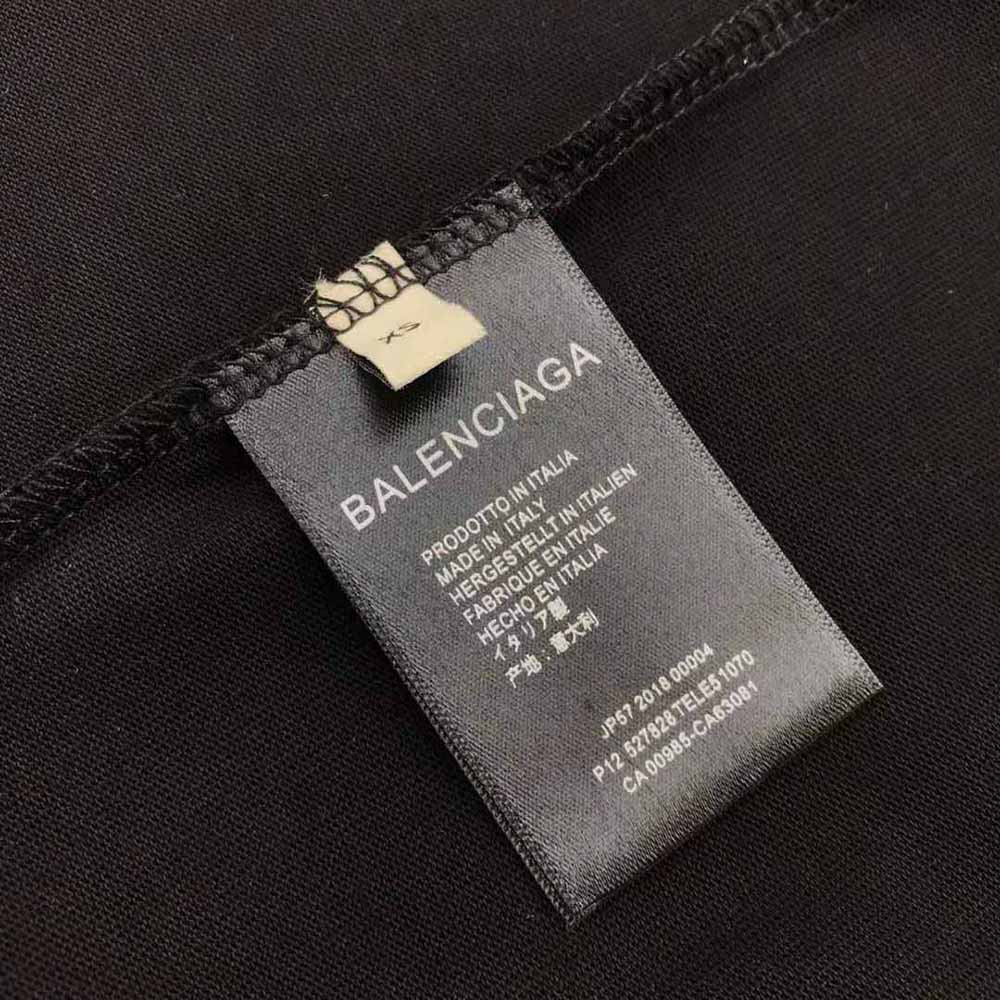 XS
BALENCIAGA
PRODOTTO IN ITALIA
MADE IN ITALY
HERGESTELLT IN ITALIEN
FABRIQUE EN ITALIE
HECHO EN ITALIA
イタリア製
产地：意大利
JP57 2018 00004
P12 527828 TELE5 1070
CA 00985-CA63081